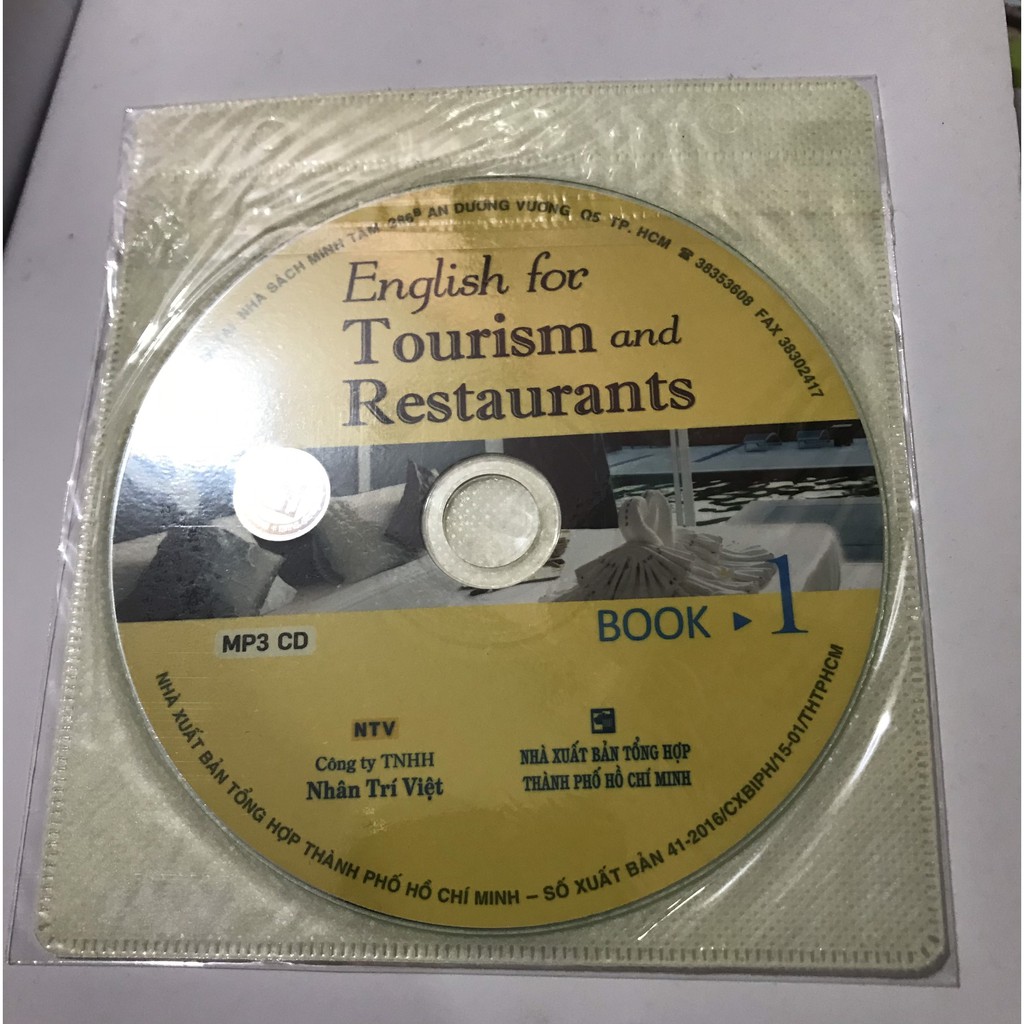 NHÀ SÁCH MINH TÂM 286B AN DƯƠNG VƯƠNG Q5 TP. HCM ☎ 38353608 FAX 38302417
English for
Tourism and
Restaurants
BOOK ▶ 1
MP3 CD
NTV
Công ty TNHH
Nhân Trí Việt
NHÀ XUẤT BẢN TỔNG HỢP
THÀNH PHỐ HỒ CHÍ MINH
NHÀ XUẤT BẢN TỔNG HỢP THÀNH PHỐ HỒ CHÍ MINH – SỐ XUẤT BẢN 41-2016/CXBIPH/15-01/THTPHCM